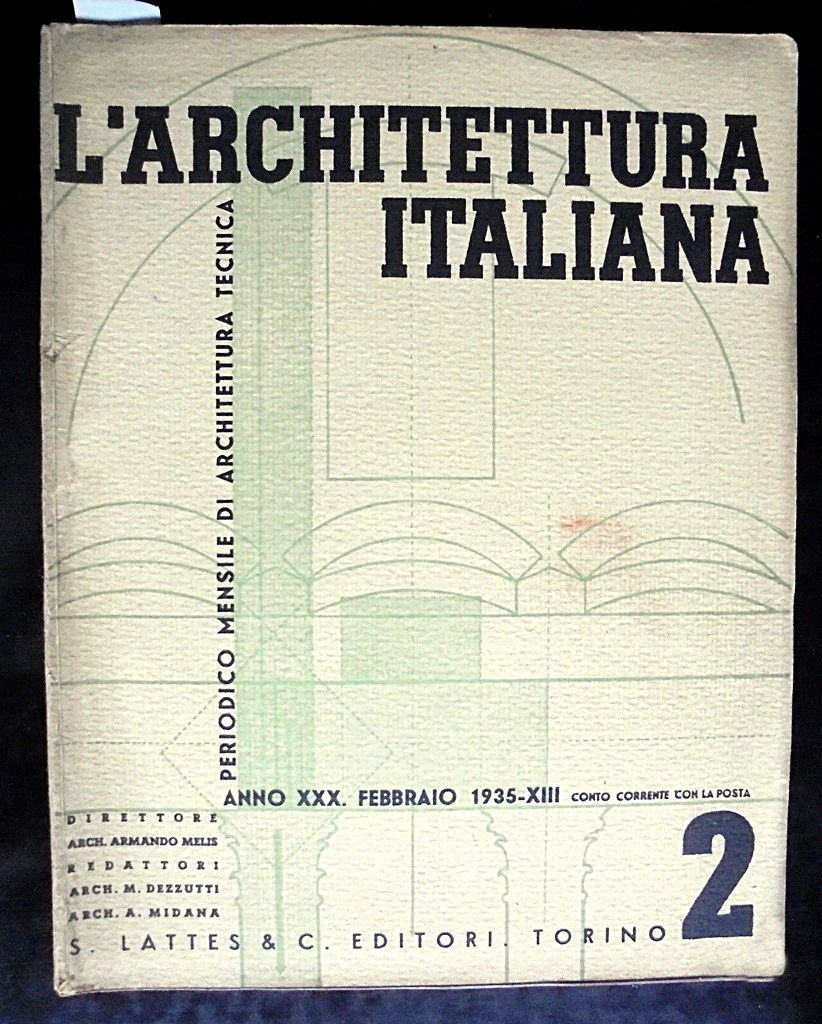 L'ARCHITETTURA
ITALIANA
PERIODICO MENSILE DI ARCHITETTURA TECNICA
ANNO XXX. FEBBRAIO 1935-XIII CONTO CORRENTE CON LA POSTA
DIRETTORE
ARCH. ARMANDO MELIS
REDATTORI
ARCH. M. DEZZUTTI
ARCH. A. MIDANA
2
S. LATTES & C. EDITORI. TORINO